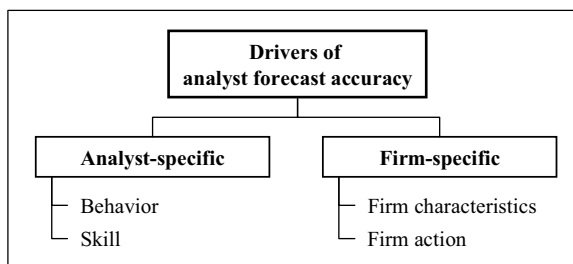 Drivers of
analyst forecast accuracy
Analyst-specific
Behavior
Skill
Firm-specific
Firm characteristics
Firm action